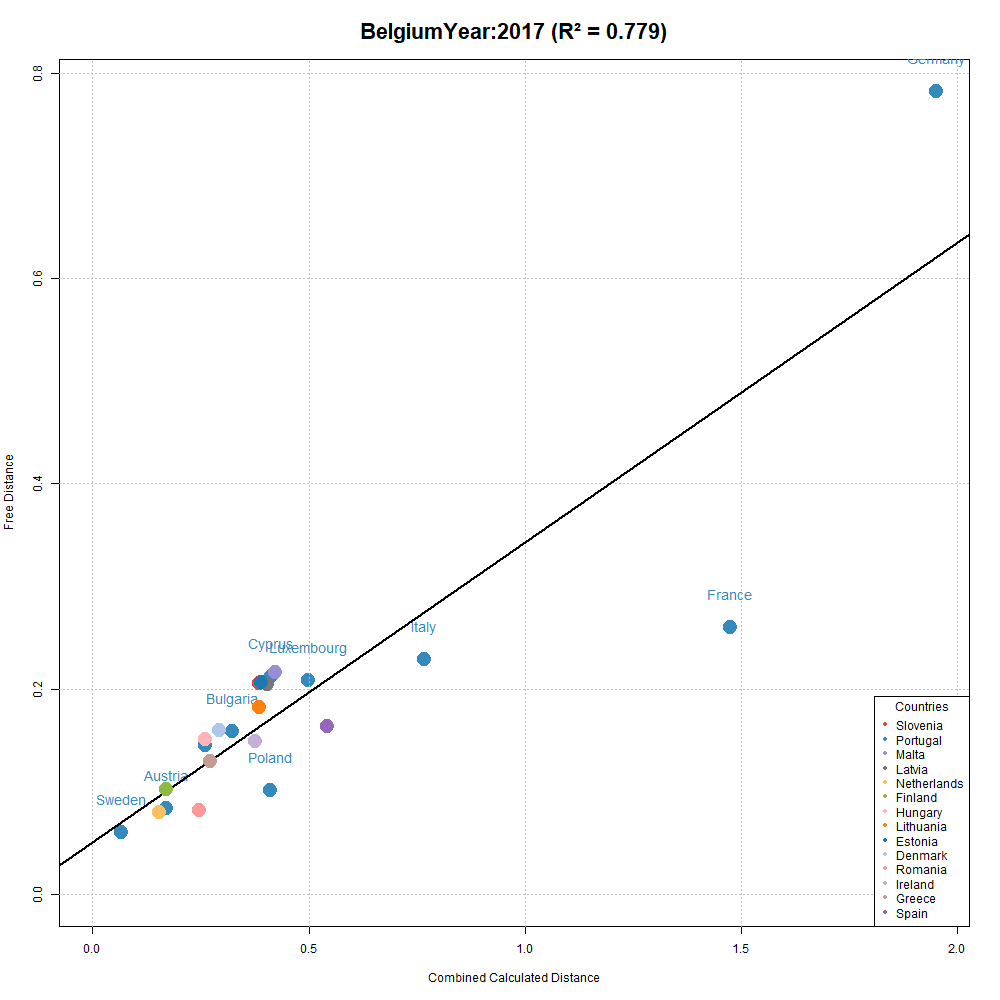 BelgiumYear:2017 (R² = 0.779)
Germany
France
Italy
Cyprus
Luxembourg
Bulgaria
Poland
Austria
Sweden
0.8
0.6
0.4
0.2
0.0
Free Distance
0.0 0.5 1.0 1.5 2.0
Combined Calculated Distance
Countries
Slovenia
Portugal
Malta
Latvia
Netherlands
Finland
Hungary
Lithuania
Estonia
Denmark
Romania
Ireland
Greece
Spain